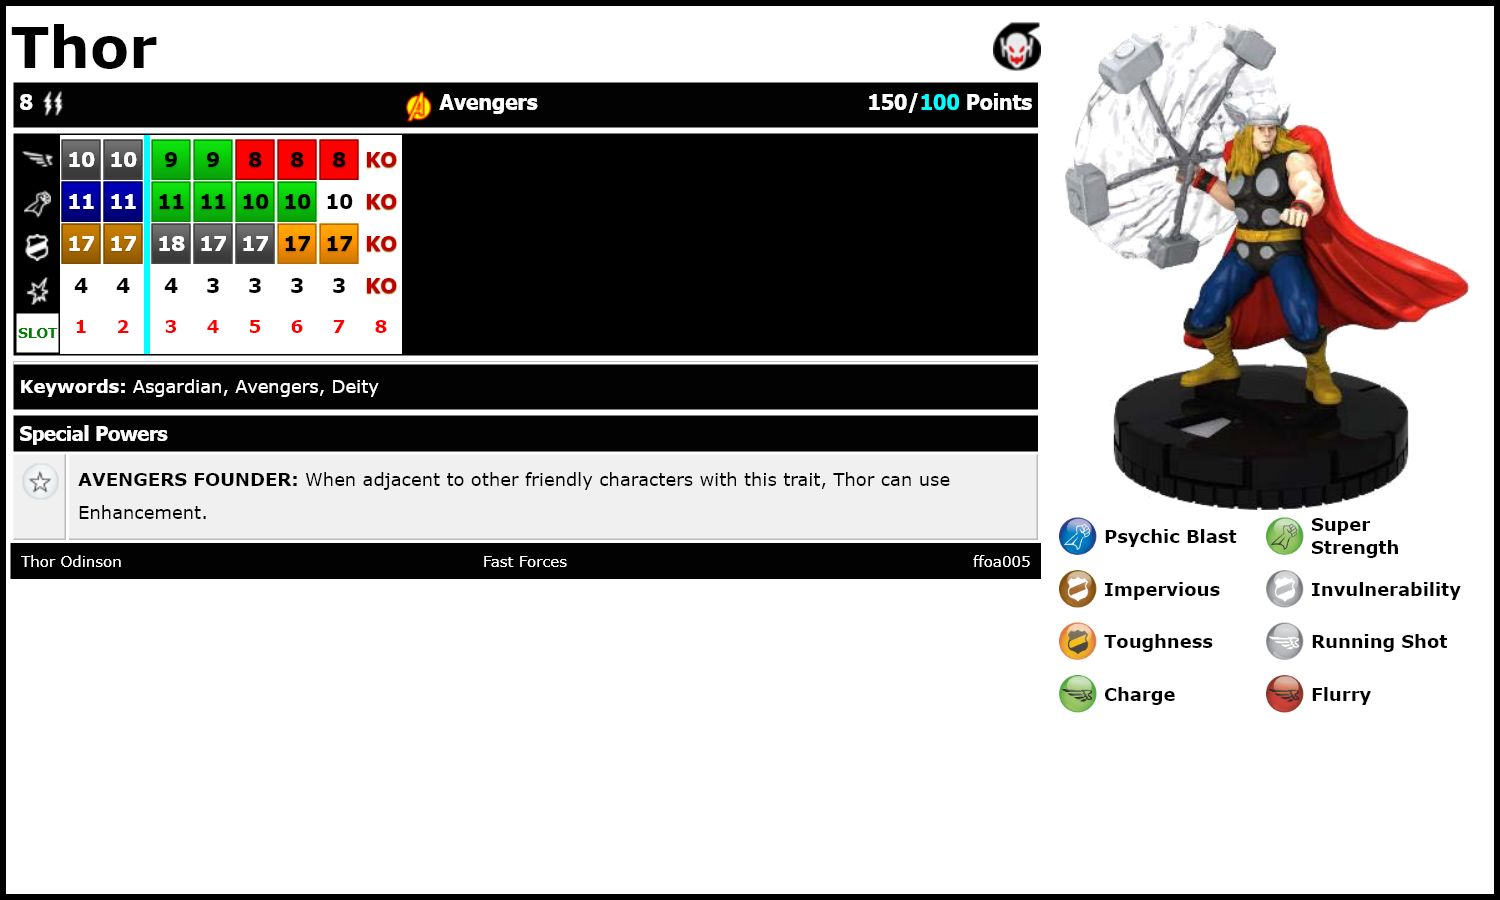 Thor
8 Avengers 150/100 Points
10 10 9 9 8 8 8 KO
11 11 11 11 10 10 10 KO
17 17 18 17 17 17 17 KO
4 4 4 3 3 3 3 KO
SLOT 1 2 3 4 5 6 7 8
Keywords: Asgardian, Avengers, Deity
Special Powers
AVENGERS FOUNDER: When adjacent to other friendly characters with this trait, Thor can use
Enhancement.
Thor Odinson Fast Forces ffoa005
Psychic Blast
Super
Strength
Impervious
Invulnerability
Toughness
Running Shot
Charge
Flurry